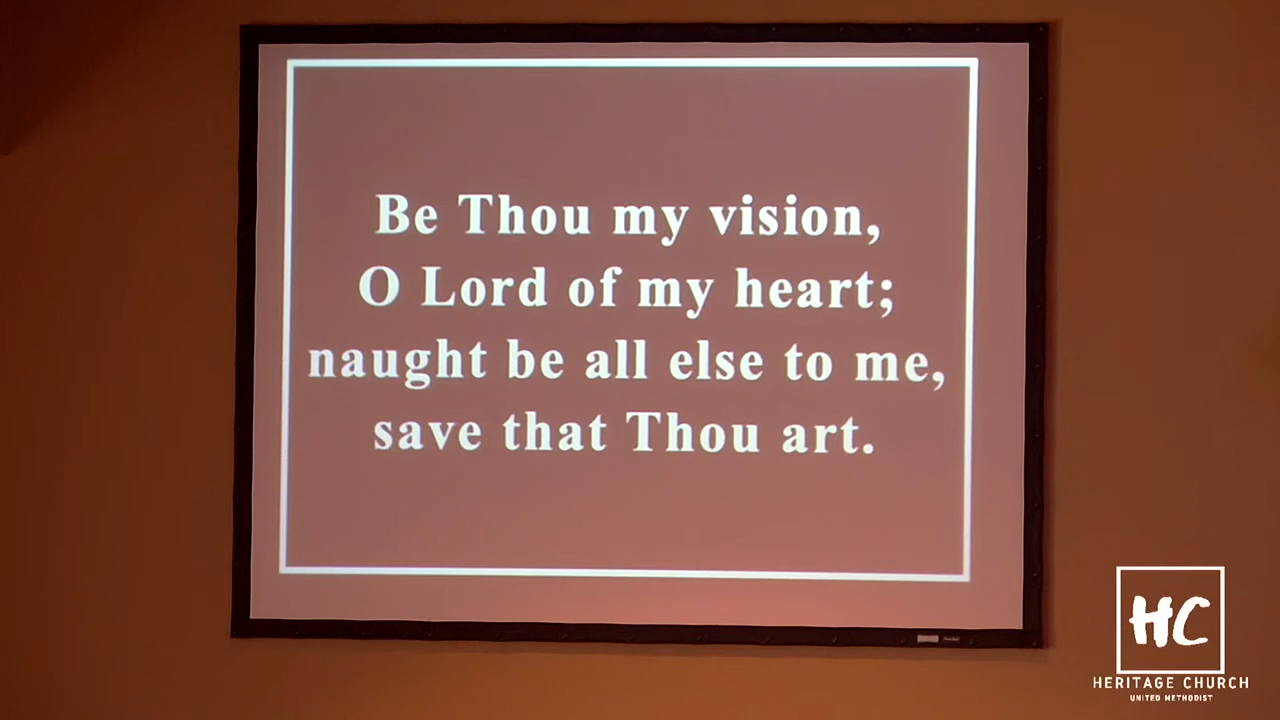 Be Thou my vision,
O Lord of my heart;
naught be all else to me,
save that Thou art.
HC
HERITAGE CHURCH
UNITED METHODIST